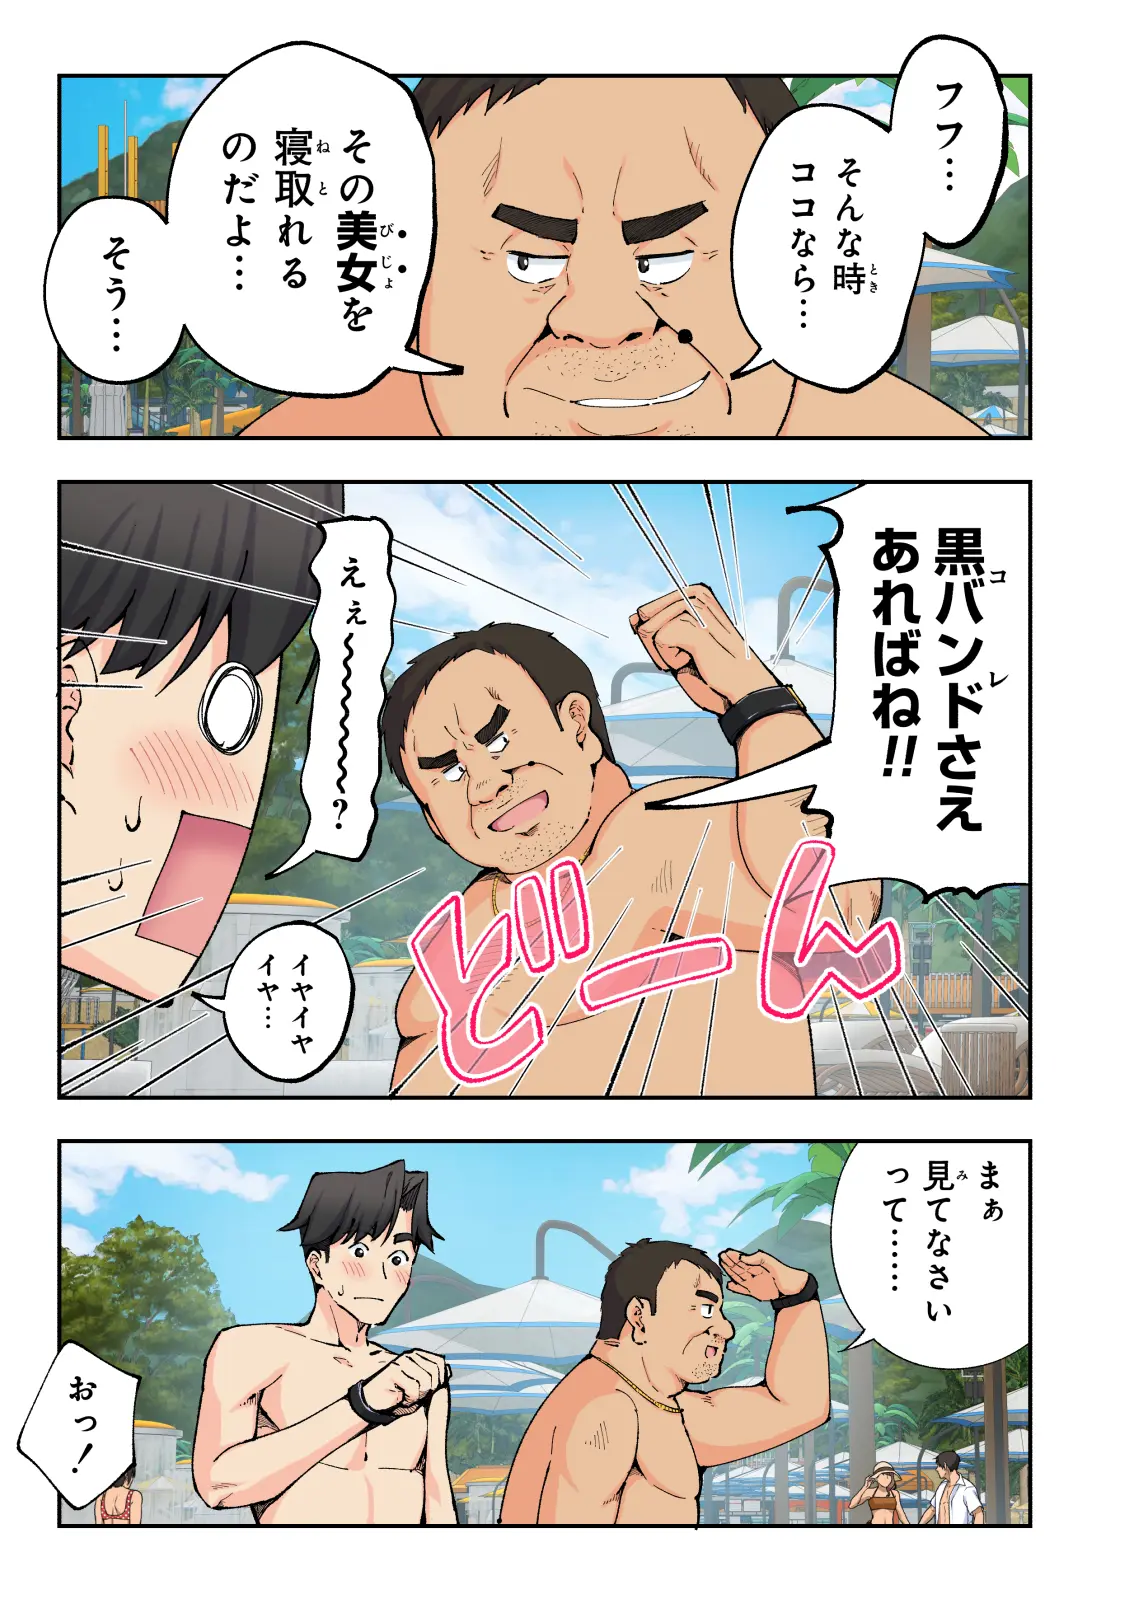 フフ…
そんな時
ココなら…
その美女を
寝取れる
のだよ…
そう…
黒バンドさえ
あればね!!
ええ〜〜〜〜?
イヤイヤ
イヤ…
どーん
まぁ
見てなさい
って……
おっ!